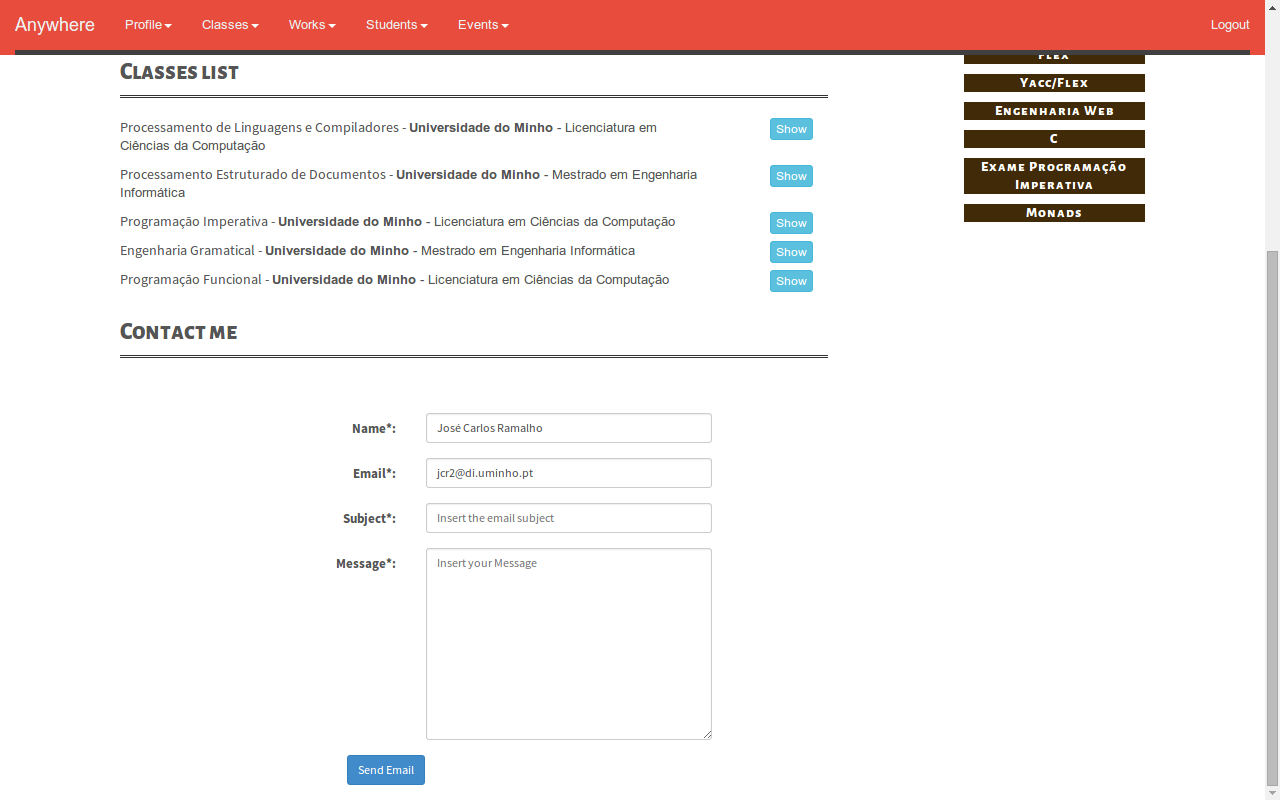 Anywhere Profile Classes Works Students Events Logout
Classes list
Processamento de Linguagens e Compiladores - Universidade do Minho - Licenciatura em
Ciências da Computação
Show
Processamento Estruturado de Documentos - Universidade do Minho - Mestrado em Engenharia
Informática
Show
Programação Imperativa - Universidade do Minho - Licenciatura em Ciências da Computação
Show
Engenharia Gramatical - Universidade do Minho - Mestrado em Engenharia Informática
Show
Programação Funcional - Universidade do Minho - Licenciatura em Ciências da Computação
Show
Contact me
Name*: José Carlos Ramalho
Email*: jcr2@di.uminho.pt
Subject*: Insert the email subject
Message*: Insert your Message
Send Email
Flex
Yacc/Flex
Engenharia Web
C
Exame Programação
Imperativa
Monads